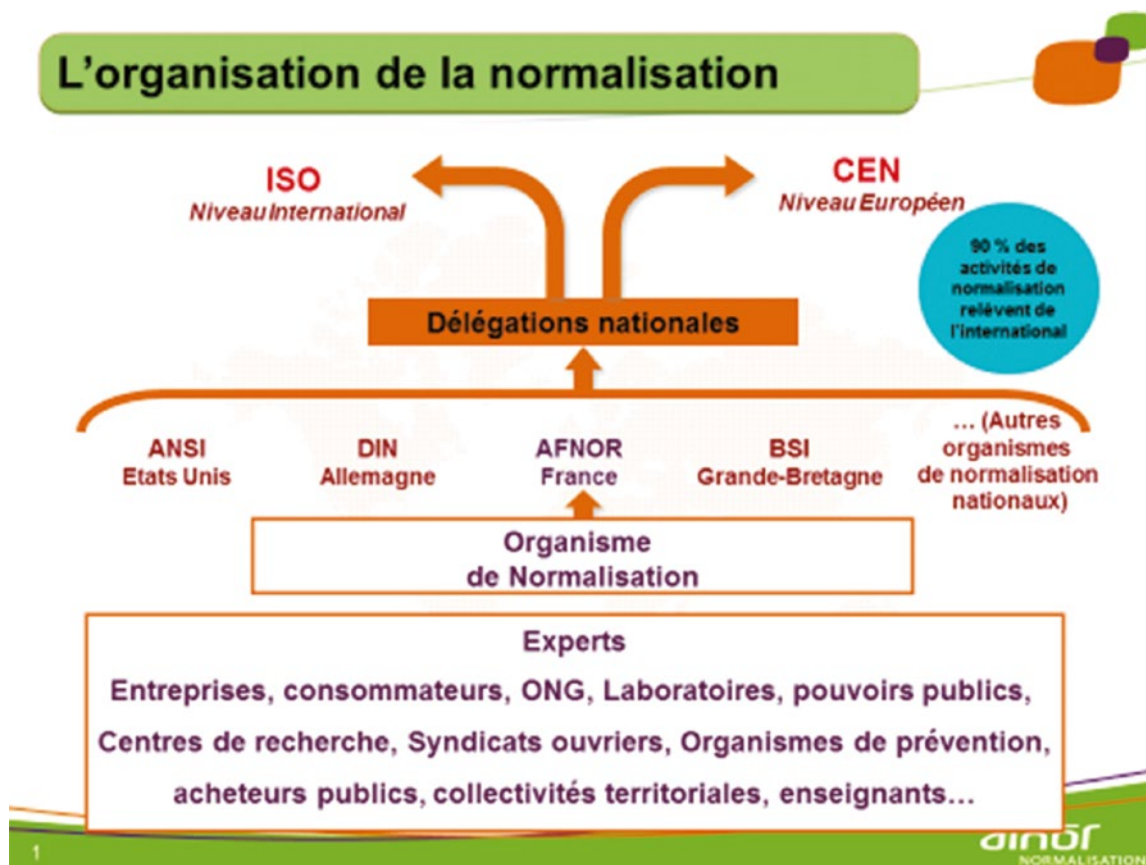 L'organisation de la normalisation
ISO
Niveau International
CEN
Niveau Européen
90 % des
activités de
normalisation
relèvent de
l'international
Délégations nationales
ANSI
Etats Unis
DIN
Allemagne
AFNOR
France
BSI
Grande-Bretagne
... (Autres
organismes
de normalisation
nationaux)
Organisme
de Normalisation
Experts
Entreprises, consommateurs, ONG, Laboratoires, pouvoirs publics,
Centres de recherche, Syndicats ouvriers, Organismes de prévention,
acheteurs publics, collectivités territoriales, enseignants...
1
afnor
NORMALISATION